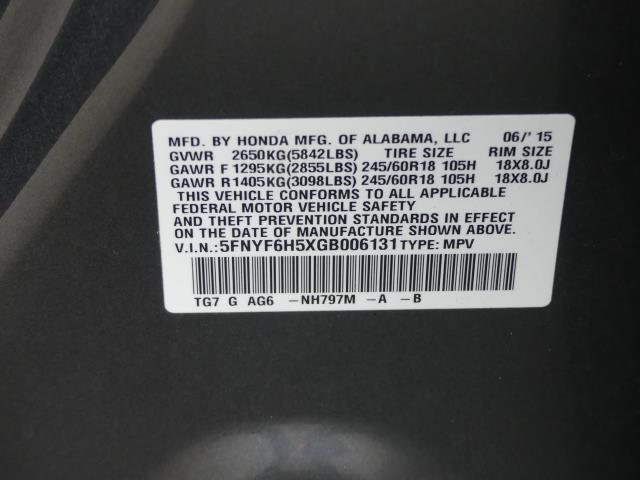 MFD. BY HONDA MFG. OF ALABAMA, LLC 06/'15
GVWR 2650KG(5842LBS) TIRE SIZE RIM SIZE
GAWR F 1295KG(2855LBS) 245/60R18 105H 18X8.0J
GAWR R 1405KG(3098LBS) 245/60R18 105H 18X8.0J
THIS VEHICLE CONFORMS TO ALL APPLICABLE
FEDERAL MOTOR VEHICLE SAFETY
AND THEFT PREVENTION STANDARDS IN EFFECT
ON THE DATE OF MANUFACTURE SHOWN ABOVE.
V.I.N.:5FNYF6H5XGB006131 TYPE: MPV
TG7 G AG6 -NH797M -A -B